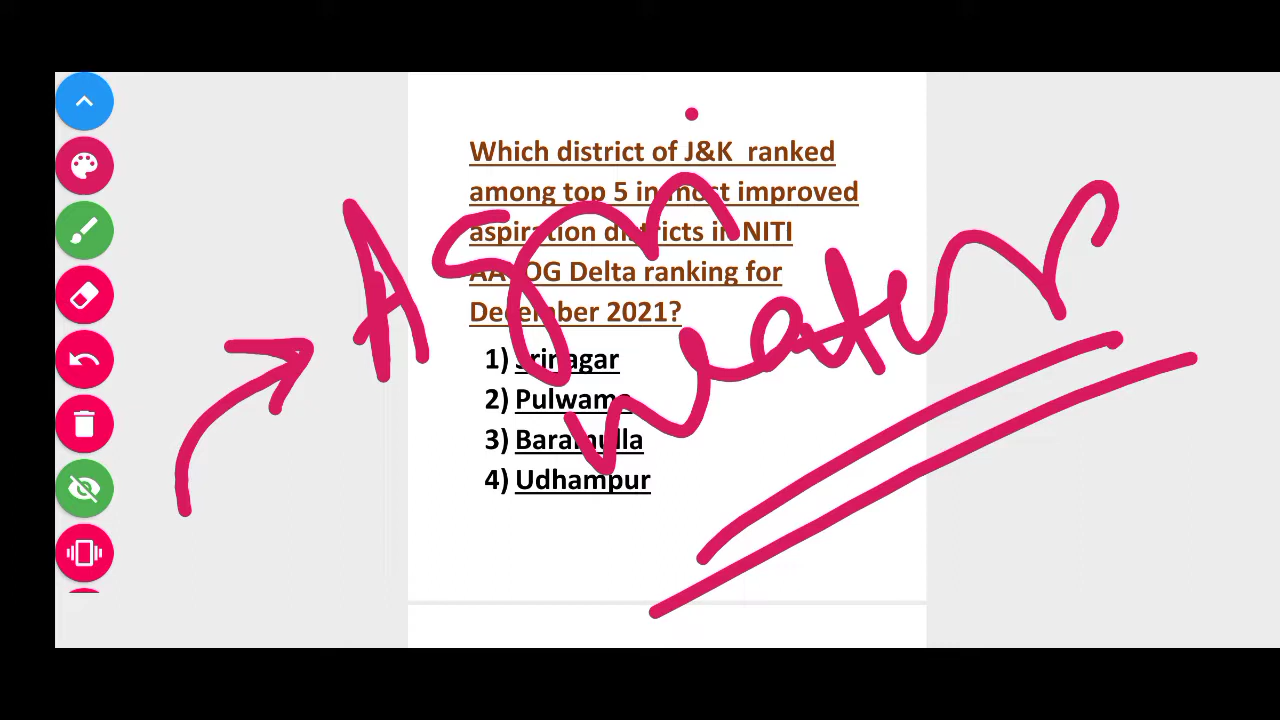 Which district of J&K ranked
among top 5 in most improved
aspiration districts in NITI
AAYOG Delta ranking for
December 2021?
1) Srinagar
2) Pulwama
3) Baramulla
4) Udhampur
water